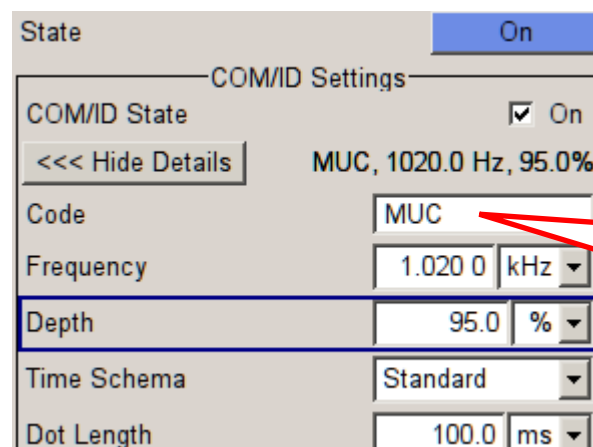 State On
COM/ID Settings
COM/ID State On
<<< Hide Details MUC, 1020.0 Hz, 95.0%
Code MUC
Frequency 1.020 0 kHz
Depth 95.0 %
Time Schema Standard
Dot Length 100.0 ms